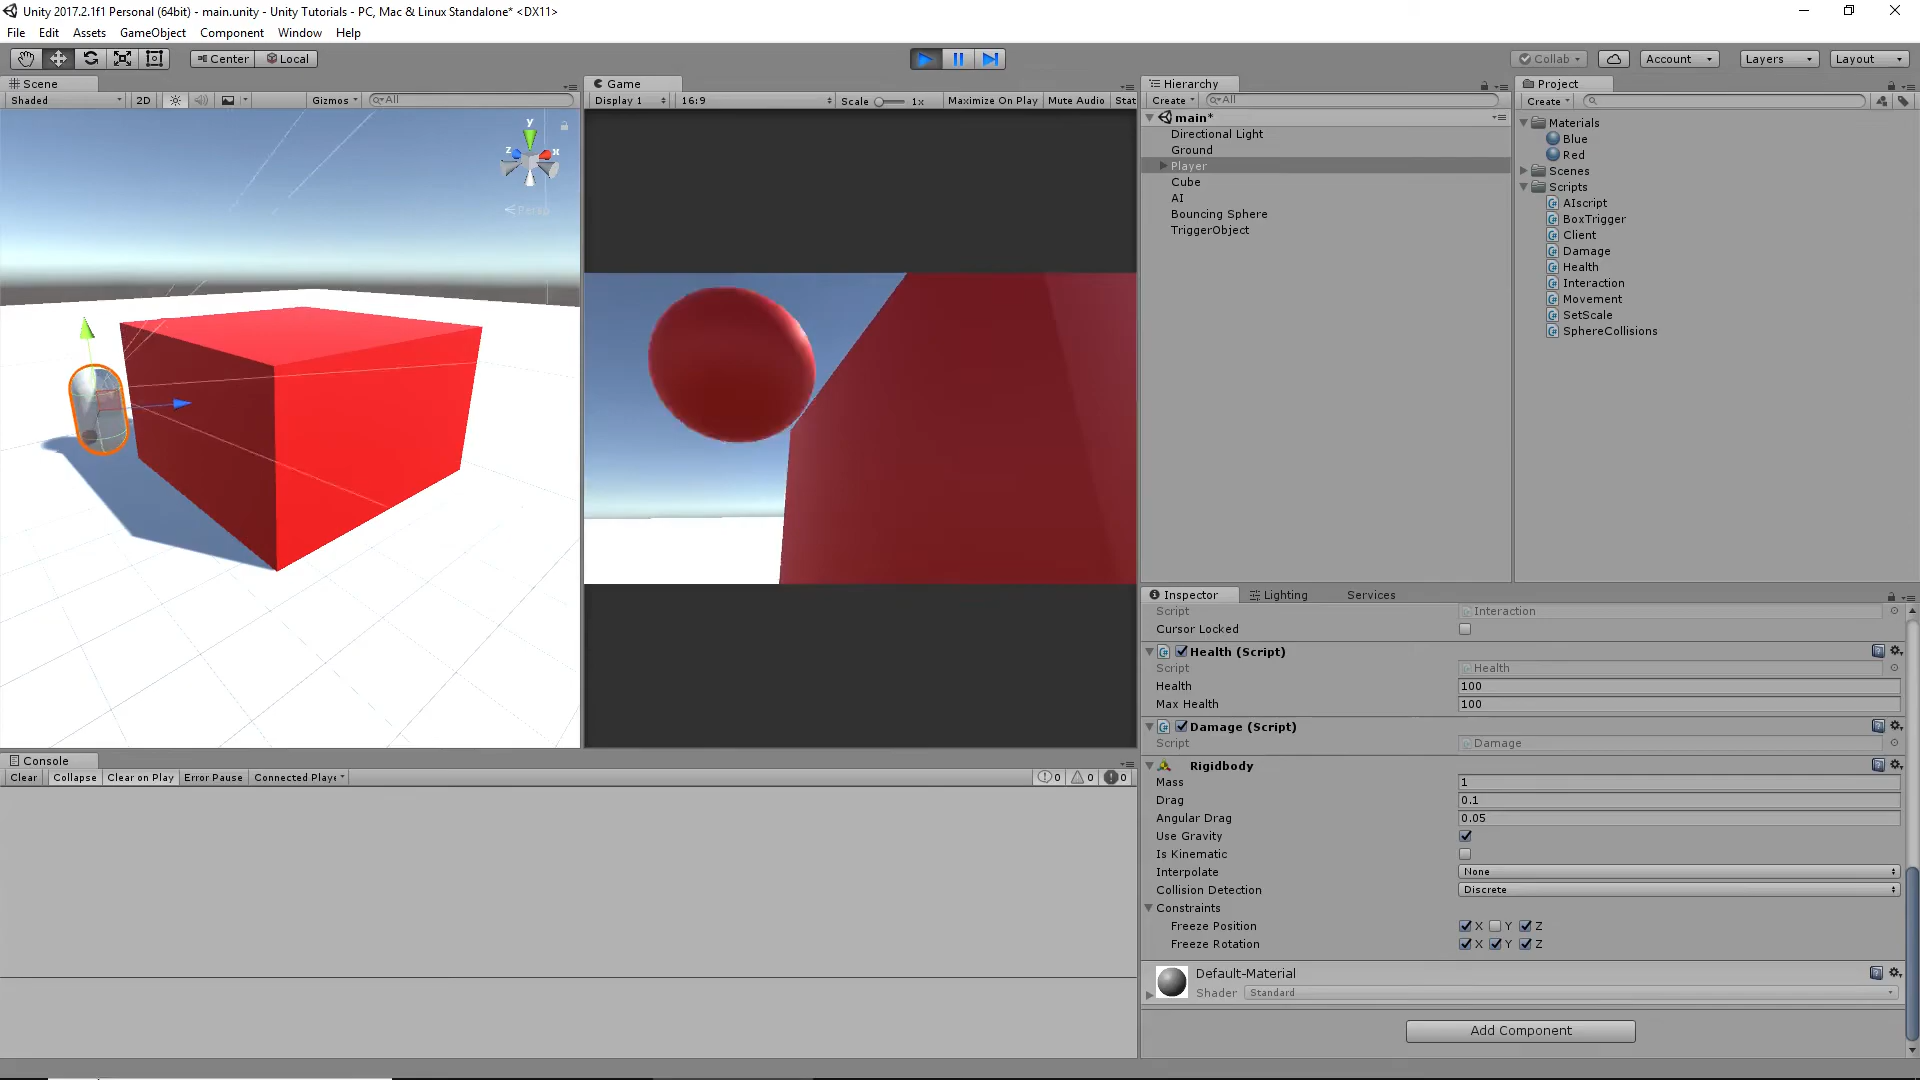 Unity 2017.2.1f1 Personal (64bit) - main.unity - Unity Tutorials - PC, Mac & Linux Standalone* <DX11>
File Edit Assets GameObject Component Window Help
Center Local
Collab Account Layers Layout
Scene
Shaded 2D Gizmos All
y
z x
Persp
Game
Display 1 16:9 Scale 1x Maximize On Play Mute Audio Stat
Hierarchy
Create All
main*
Directional Light
Ground
Player
Cube
AI
Bouncing Sphere
TriggerObject
Project
Create
Materials
Blue
Red
Scenes
Scripts
AIscript
BoxTrigger
Client
Damage
Health
Interaction
Movement
SetScale
SphereCollisions
Inspector Lighting Services
Script Interaction
Cursor Locked
Health (Script)
Script Health
Health 100
Max Health 100
Damage (Script)
Script Damage
Rigidbody
Mass 1
Drag 0.1
Angular Drag 0.05
Use Gravity
Is Kinematic
Interpolate None
Collision Detection Discrete
Constraints
Freeze Position X Y Z
Freeze Rotation X Y Z
Default-Material
Shader Standard
Add Component
Console
Clear Collapse Clear on Play Error Pause Connected Playe 0 0 0